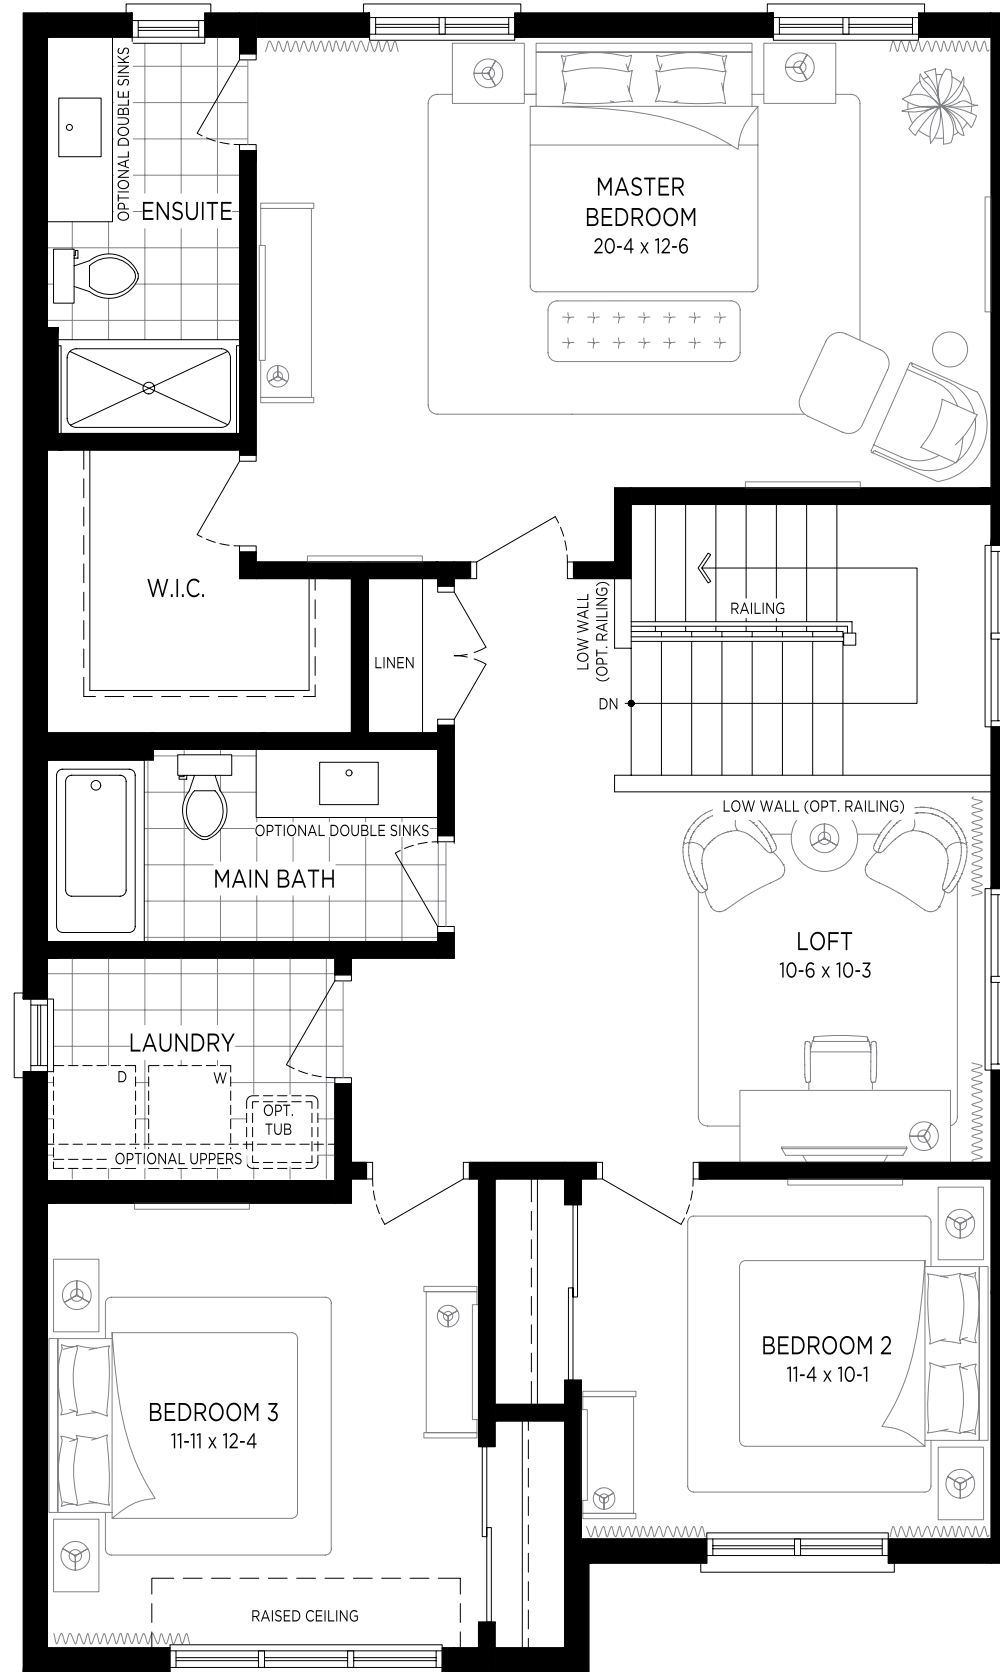 OPTIONAL DOUBLE SINKS
ENSUITE
MASTER
BEDROOM
20-4 x 12-6
W.I.C.
LINEN
LOW WALL
(OPT. RAILING)
RAILING
DN
LOW WALL (OPT. RAILING)
OPTIONAL DOUBLE SINKS
MAIN BATH
LOFT
10-6 x 10-3
LAUNDRY
D
W
OPT.
TUB
OPTIONAL UPPERS
BEDROOM 2
11-4 x 10-1
BEDROOM 3
11-11 x 12-4
RAISED CEILING